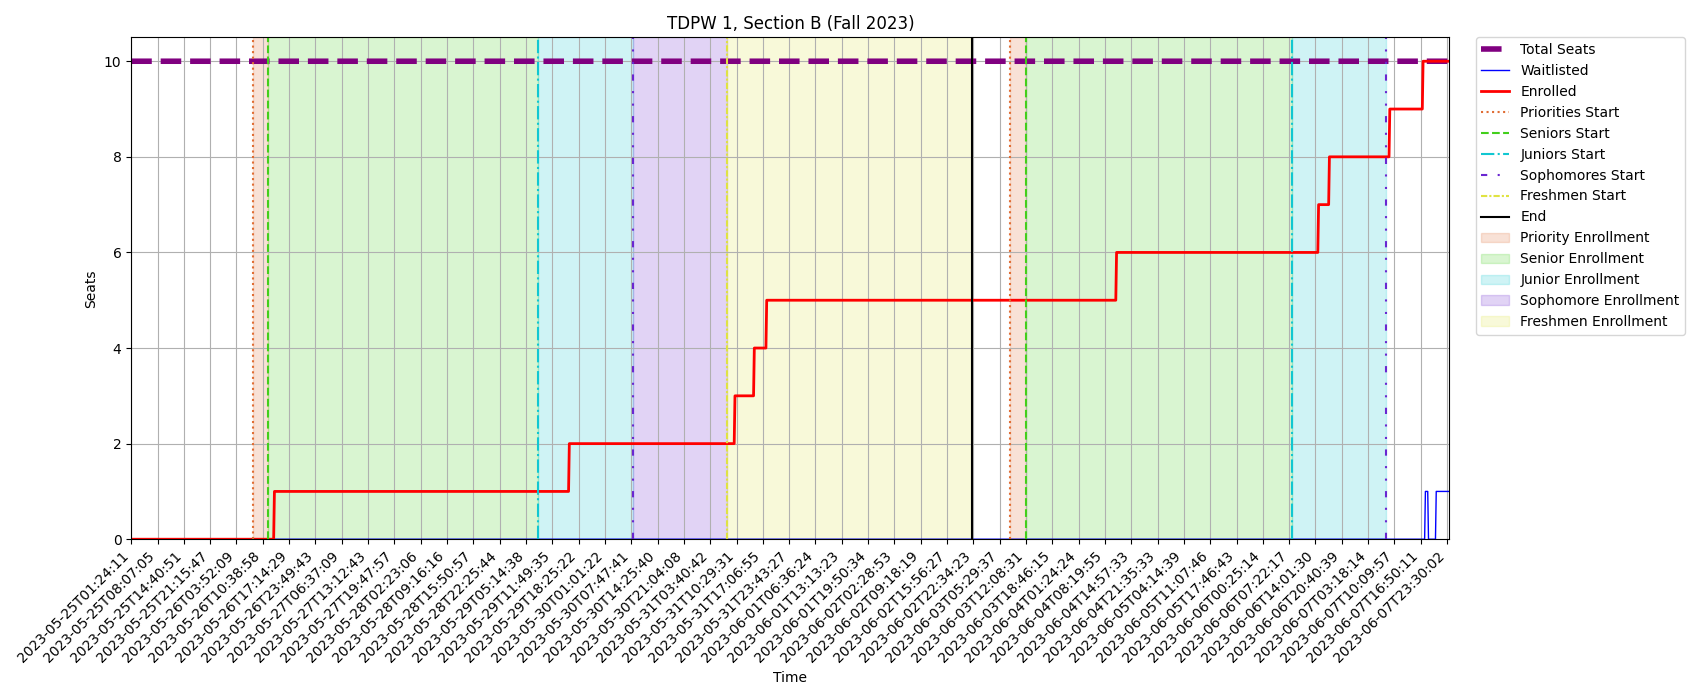 TDPW 1, Section B (Fall 2023)
Seats
10
8
6
4
2
0
2023-05-25T01:24:11
2023-05-25T08:07:05
2023-05-25T14:40:51
2023-05-25T21:15:47
2023-05-26T03:52:09
2023-05-26T10:38:58
2023-05-26T17:14:29
2023-05-26T23:49:43
2023-05-27T06:37:09
2023-05-27T13:12:43
2023-05-27T19:47:57
2023-05-28T02:23:06
2023-05-28T09:16:16
2023-05-28T15:50:57
2023-05-28T22:25:44
2023-05-29T05:14:38
2023-05-29T11:49:35
2023-05-29T18:25:22
2023-05-30T01:01:22
2023-05-30T07:47:41
2023-05-30T14:25:40
2023-05-30T21:04:08
2023-05-31T03:40:42
2023-05-31T10:29:31
2023-05-31T17:06:55
2023-05-31T23:43:27
2023-06-01T06:36:24
2023-06-01T13:13:23
2023-06-01T19:50:34
2023-06-02T02:28:53
2023-06-02T09:18:19
2023-06-02T15:56:27
2023-06-02T22:34:23
2023-06-03T05:29:37
2023-06-03T12:08:31
2023-06-03T18:46:15
2023-06-04T01:24:24
2023-06-04T08:19:55
2023-06-04T14:57:33
2023-06-04T21:35:33
2023-06-05T04:14:39
2023-06-05T11:07:46
2023-06-05T17:46:43
2023-06-06T00:25:14
2023-06-06T07:22:17
2023-06-06T14:01:30
2023-06-06T20:40:39
2023-06-07T03:18:14
2023-06-07T10:09:57
2023-06-07T16:50:11
2023-06-07T23:30:02
Time
Total Seats
Waitlisted
Enrolled
Priorities Start
Seniors Start
Juniors Start
Sophomores Start
Freshmen Start
End
Priority Enrollment
Senior Enrollment
Junior Enrollment
Sophomore Enrollment
Freshmen Enrollment